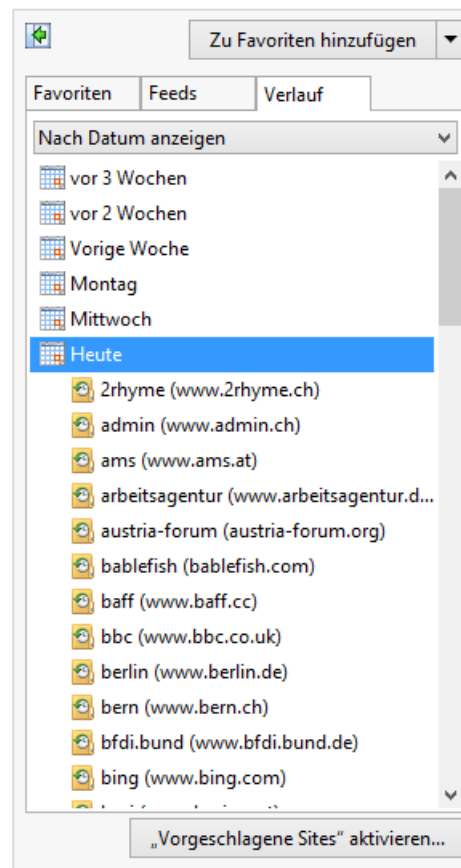 Zu Favoriten hinzufügen
Favoriten Feeds Verlauf
Nach Datum anzeigen
vor 3 Wochen
vor 2 Wochen
Vorige Woche
Montag
Mittwoch
Heute
2rhyme (www.2rhyme.ch)
admin (www.admin.ch)
ams (www.ams.at)
arbeitsagentur (www.arbeitsagentur.d...
austria-forum (austria-forum.org)
bablefish (bablefish.com)
baff (www.baff.cc)
bbc (www.bbc.co.uk)
berlin (www.berlin.de)
bern (www.bern.ch)
bfdi.bund (www.bfdi.bund.de)
bing (www.bing.com)
„Vorgeschlagene Sites“ aktivieren...